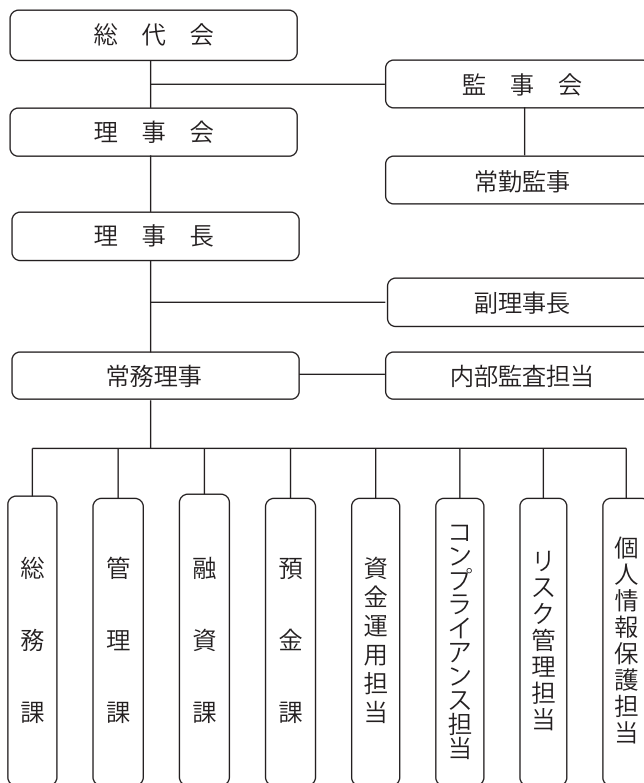 総　代　会
監　事　会
理　事　会
常勤監事
理　事　長
副理事長
常務理事
内部監査担当
総務課
管理課
融資課
預金課
資金運用担当
コンプライアンス担当
リスク管理担当
個人情報保護担当